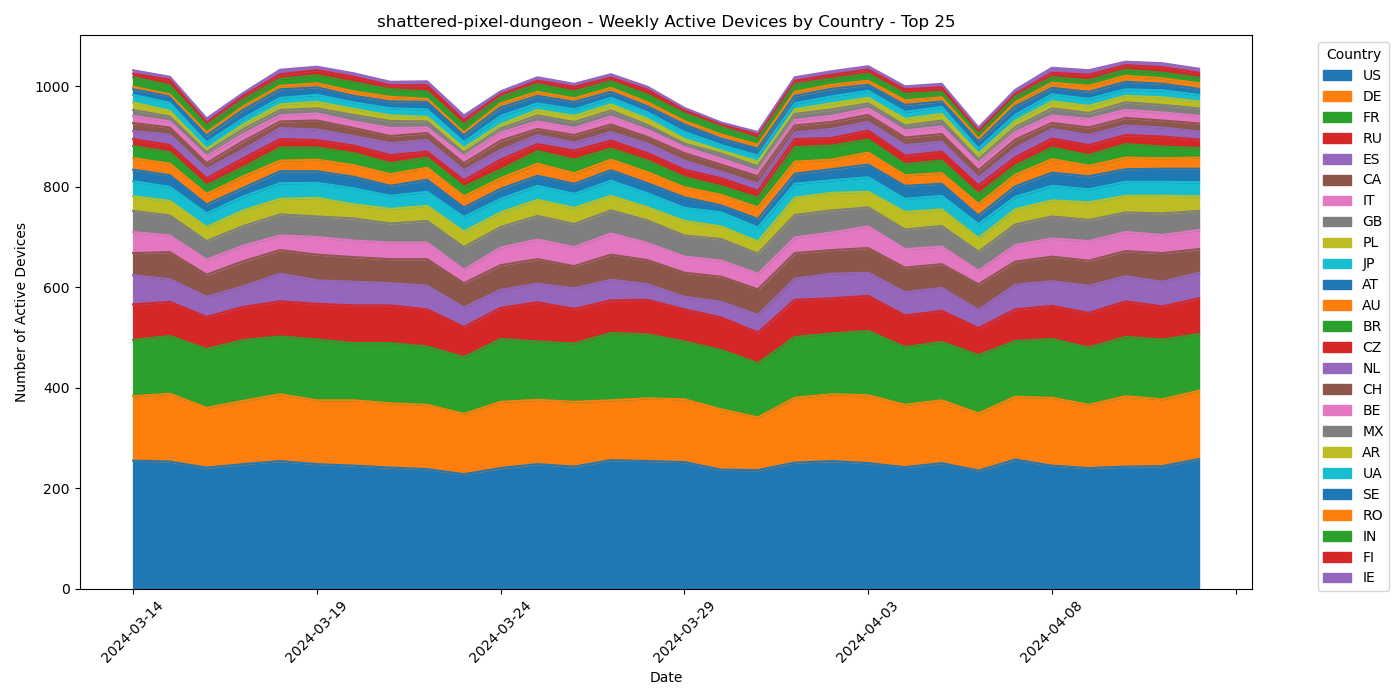 shattered-pixel-dungeon - Weekly Active Devices by Country - Top 25
Number of Active Devices
1000
800
600
400
200
0
2024-03-14
2024-03-19
2024-03-24
2024-03-29
2024-04-03
2024-04-08
Date
Country
US
DE
FR
RU
ES
CA
IT
GB
PL
JP
AT
AU
BR
CZ
NL
CH
BE
MX
AR
UA
SE
RO
IN
FI
IE